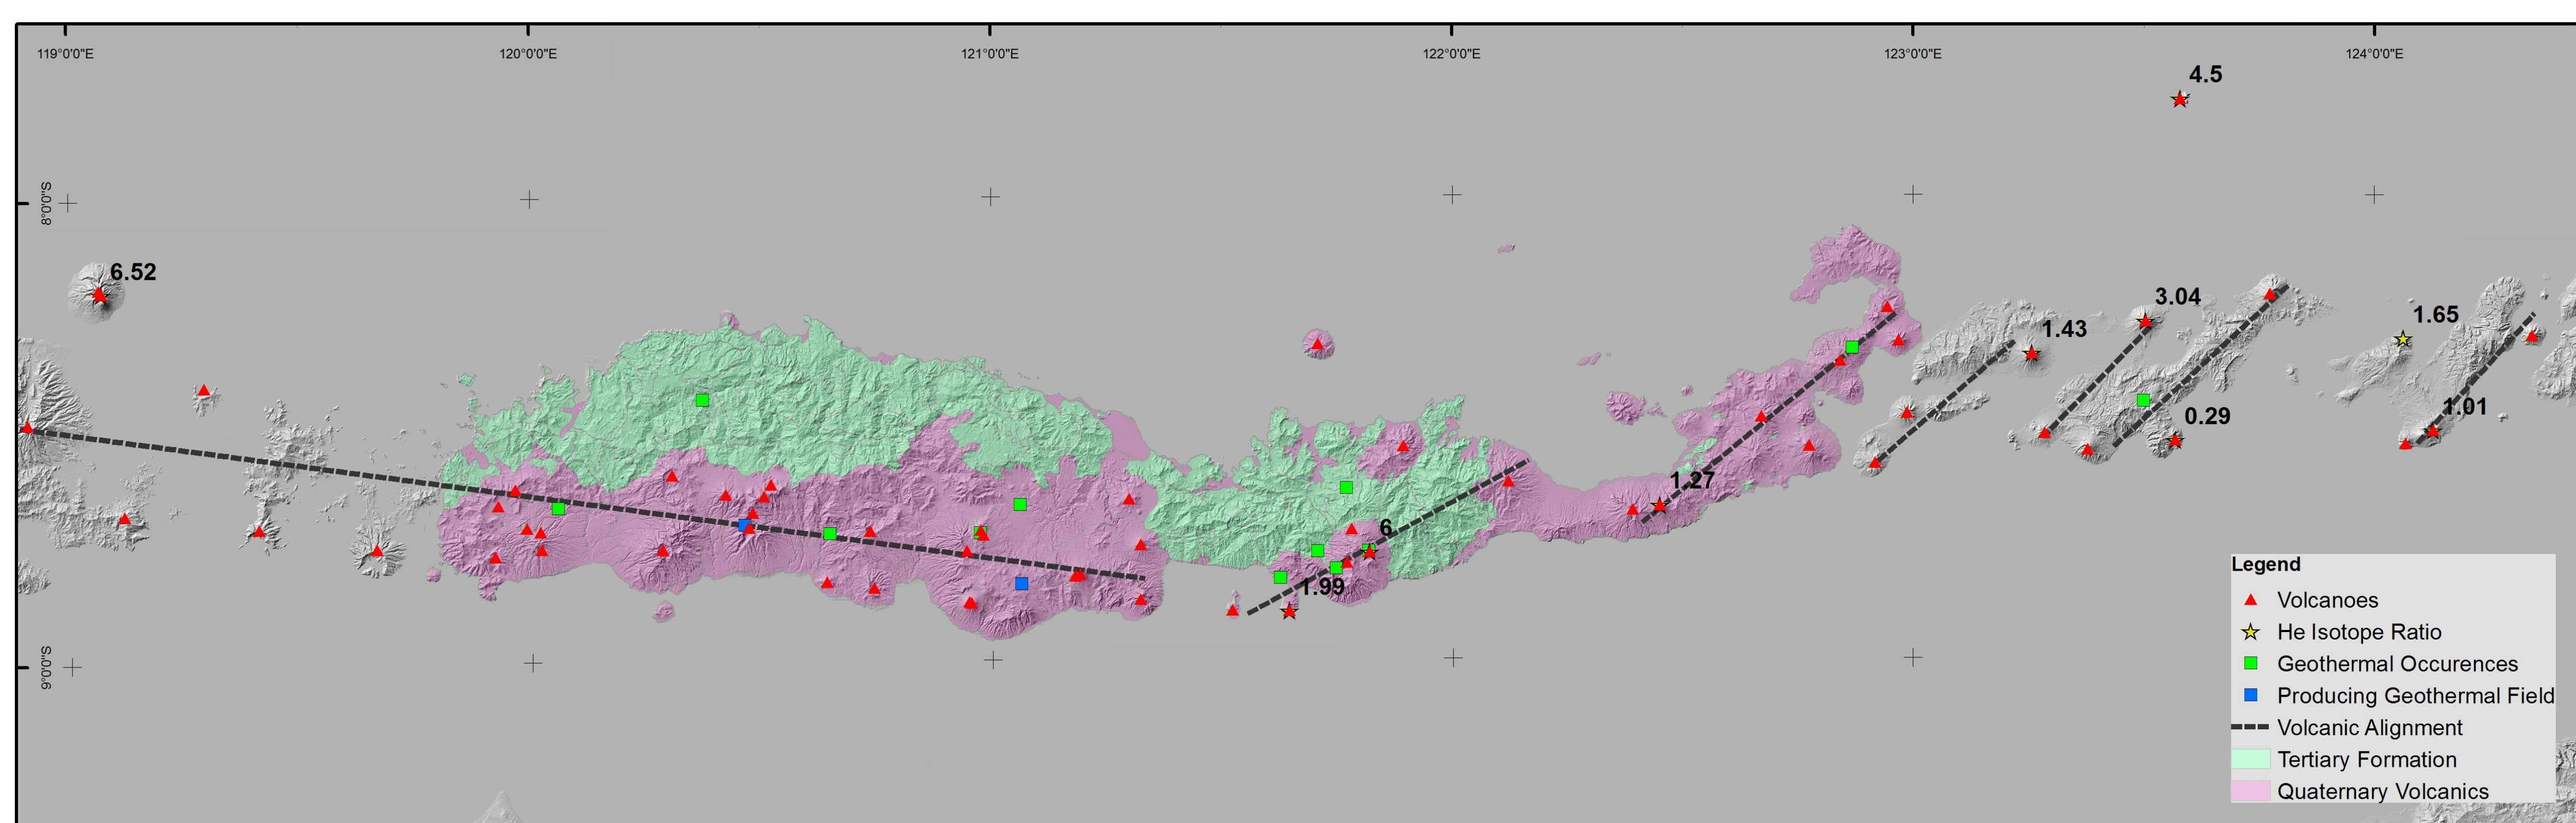 119°0'0"E
120°0'0"E
121°0'0"E
122°0'0"E
123°0'0"E
124°0'0"E
4.5
8°0'0"S
6.52
3.04
1.65
1.43
1.01
0.29
1.27
6
1.99
9°0'0"S
Legend
Volcanoes
He Isotope Ratio
Geothermal Occurences
Producing Geothermal Field
Volcanic Alignment
Tertiary Formation
Quaternary Volcanics